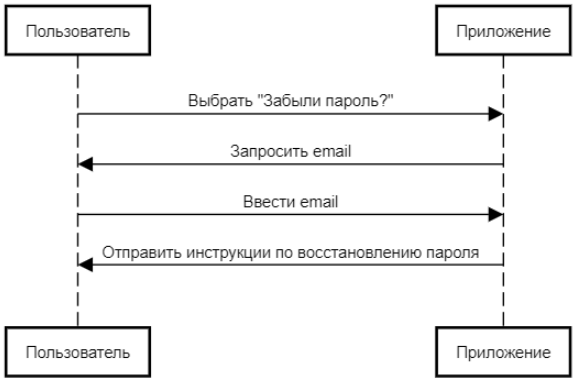 Пользователь
Приложение
Выбрать "Забыли пароль?"
Запросить email
Ввести email
Отправить инструкции по восстановлению пароля
Пользователь
Приложение